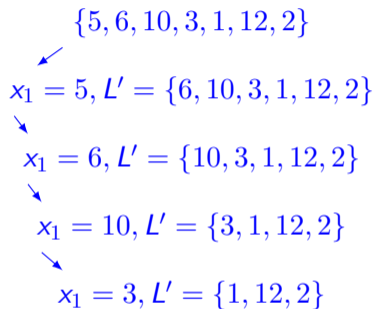 {5, 6, 10, 3, 1, 12, 2}
x₁ = 5, L′ = {6, 10, 3, 1, 12, 2}
x₁ = 6, L′ = {10, 3, 1, 12, 2}
x₁ = 10, L′ = {3, 1, 12, 2}
x₁ = 3, L′ = {1, 12, 2}